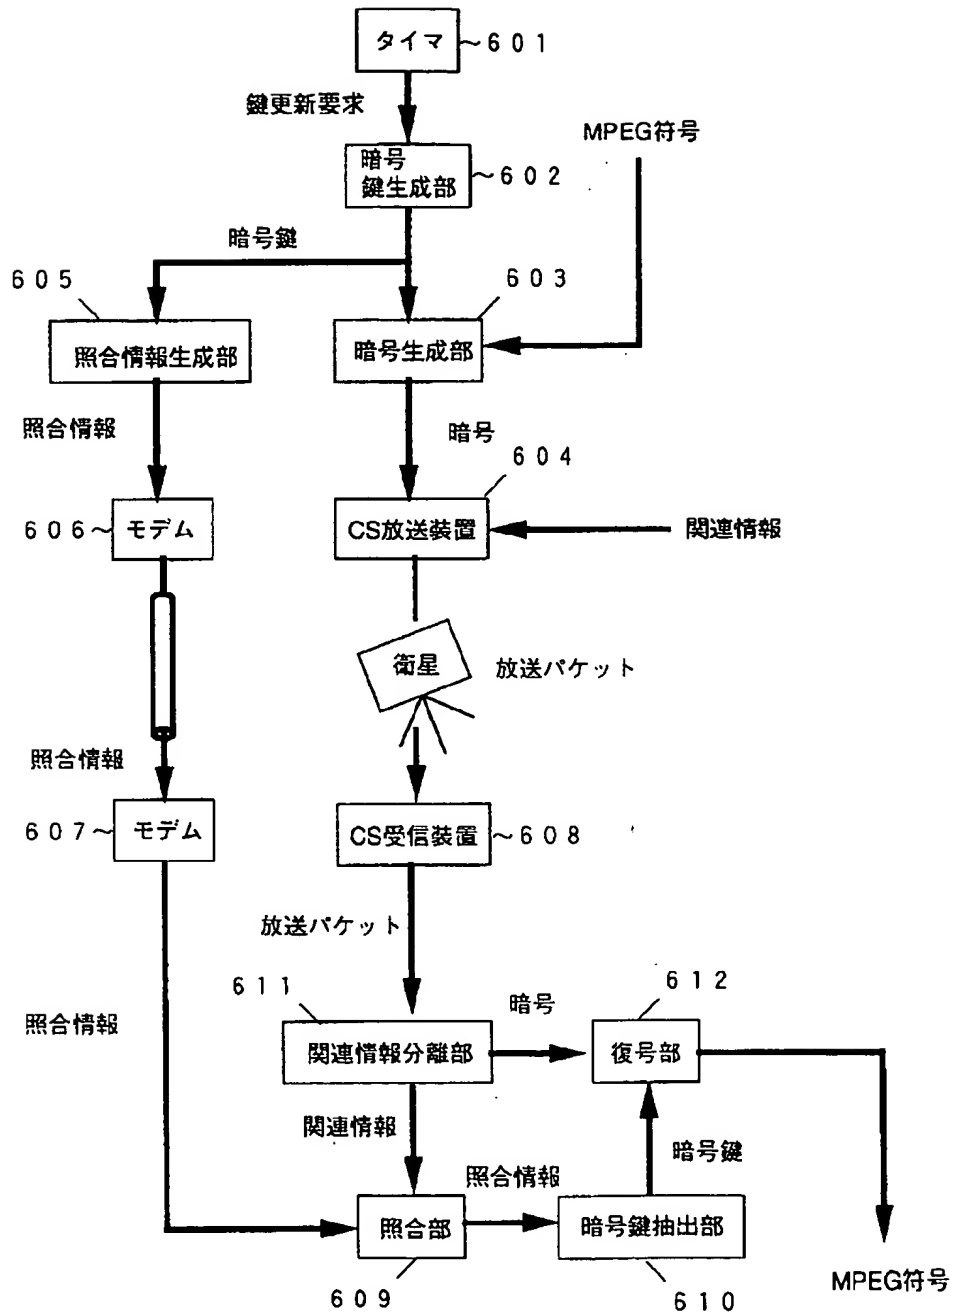 タイマ
601
鍵更新要求
MPEG符号
暗号
鍵生成部
602
暗号鍵
605
603
照合情報生成部
暗号生成部
照合情報
暗号
604
606
モデム
CS放送装置
関連情報
衛星
放送パケット
照合情報
607
モデム
CS受信装置
608
放送パケット
611
612
暗号
照合情報
関連情報分離部
復号部
関連情報
暗号鍵
照合情報
照合部
暗号鍵抽出部
609
610
MPEG符号